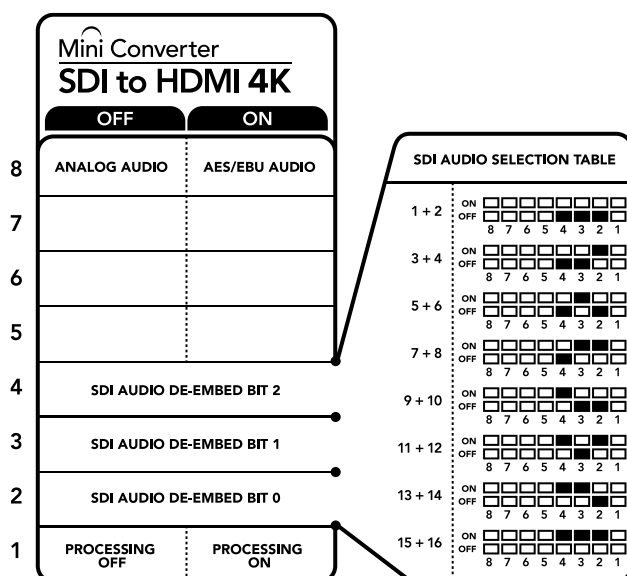 Mini Converter
SDI to HDMI 4K
OFF ON
8 ANALOG AUDIO AES/EBU AUDIO
7
6
5
4 SDI AUDIO DE-EMBED BIT 2
3 SDI AUDIO DE-EMBED BIT 1
2 SDI AUDIO DE-EMBED BIT 0
1 PROCESSING OFF PROCESSING ON
SDI AUDIO SELECTION TABLE
1 + 2 ON
OFF
8 7 6 5 4 3 2 1
3 + 4 ON
OFF
8 7 6 5 4 3 2 1
5 + 6 ON
OFF
8 7 6 5 4 3 2 1
7 + 8 ON
OFF
8 7 6 5 4 3 2 1
9 + 10 ON
OFF
8 7 6 5 4 3 2 1
11 + 12 ON
OFF
8 7 6 5 4 3 2 1
13 + 14 ON
OFF
8 7 6 5 4 3 2 1
15 + 16 ON
OFF
8 7 6 5 4 3 2 1